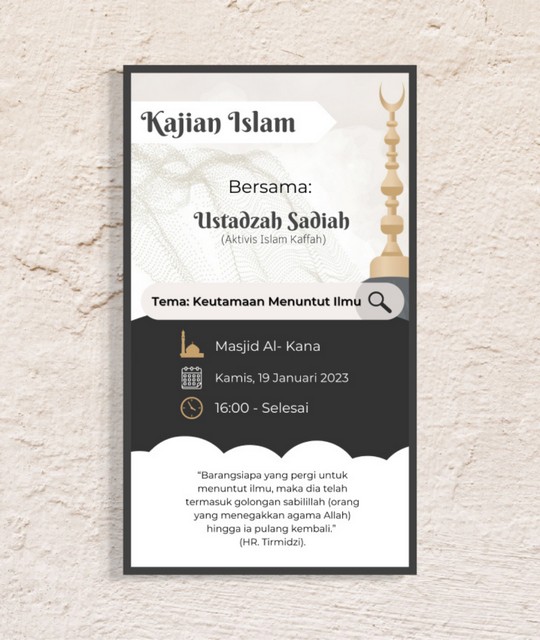 Kajian Islam
Bersama:
Ustadzah Sadiah
(Aktivis Islam Kaffah)
Tema: Keutamaan Menuntut Ilmu
Masjid Al- Kana
Kamis, 19 Januari 2023
16:00 - Selesai
“Barangsiapa yang pergi untuk
menuntut ilmu, maka dia telah
termasuk golongan sabilillah (orang
yang menegakkan agama Allah)
hingga ia pulang kembali.”
(HR. Tirmidzi).